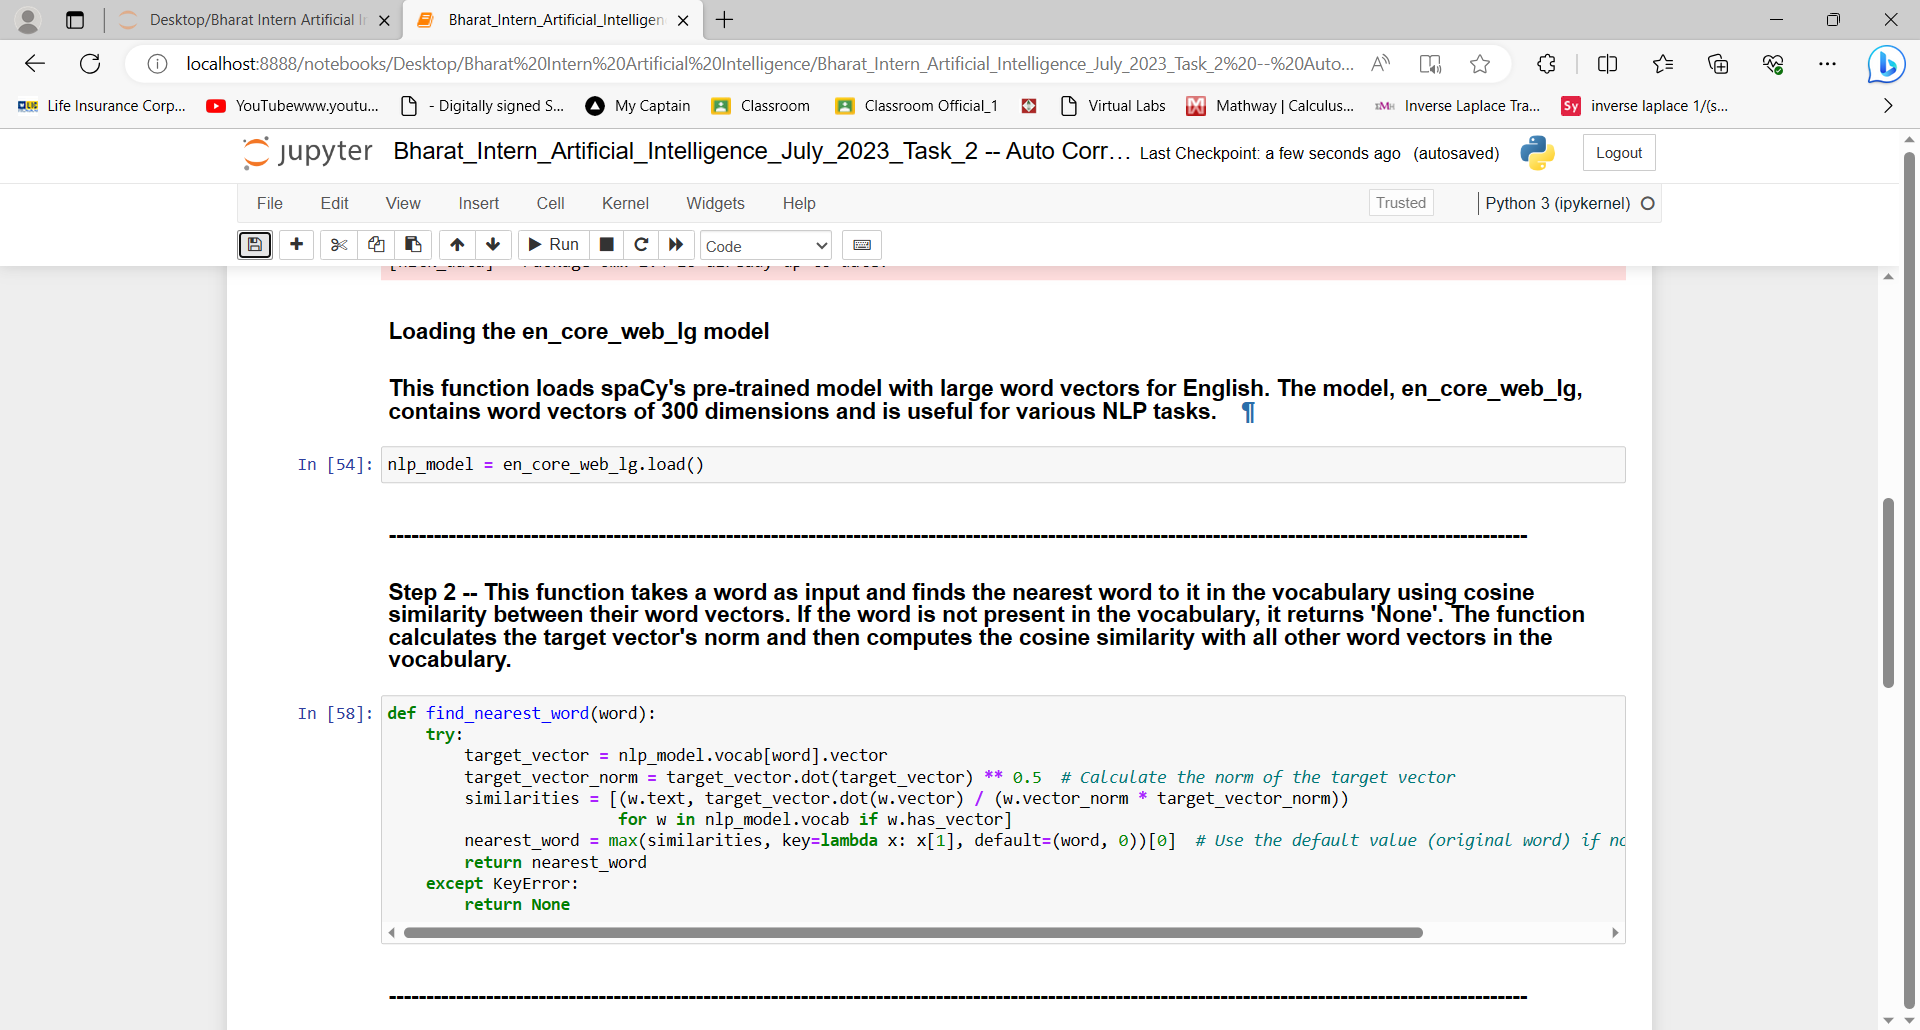 Desktop/Bharat Intern Artificial I
Bharat_Intern_Artificial_Intelligen
localhost:8888/notebooks/Desktop/Bharat%20Intern%20Artificial%20Intelligence/Bharat_Intern_Artificial_Intelligence_July_2023_Task_2%20--%20Auto...
Life Insurance Corp... YouTubewww.youtu... - Digitally signed S... My Captain Classroom Classroom Official_1 Virtual Labs Mathway | Calculus... Inverse Laplace Tra... Sy inverse laplace 1/(s...
jupyter Bharat_Intern_Artificial_Intelligence_July_2023_Task_2 -- Auto Corr... Last Checkpoint: a few seconds ago (autosaved) Logout
File Edit View Insert Cell Kernel Widgets Help Trusted Python 3 (ipykernel)
Run Code
Loading the en_core_web_lg model
This function loads spaCy's pre-trained model with large word vectors for English. The model, en_core_web_lg,
contains word vectors of 300 dimensions and is useful for various NLP tasks. ¶
In [54]: nlp_model = en_core_web_lg.load()
------------------------------------------------------------------------------------------------------------------------------------------------------
Step 2 -- This function takes a word as input and finds the nearest word to it in the vocabulary using cosine
similarity between their word vectors. If the word is not present in the vocabulary, it returns 'None'. The function
calculates the target vector's norm and then computes the cosine similarity with all other word vectors in the
vocabulary.
In [58]: def find_nearest_word(word):
try:
target_vector = nlp_model.vocab[word].vector
target_vector_norm = target_vector.dot(target_vector) ** 0.5 # Calculate the norm of the target vector
similarities = [(w.text, target_vector.dot(w.vector) / (w.vector_norm * target_vector_norm))
for w in nlp_model.vocab if w.has_vector]
nearest_word = max(similarities, key=lambda x: x[1], default=(word, 0))[0] # Use the default value (original word) if no
return nearest_word
except KeyError:
return None
------------------------------------------------------------------------------------------------------------------------------------------------------